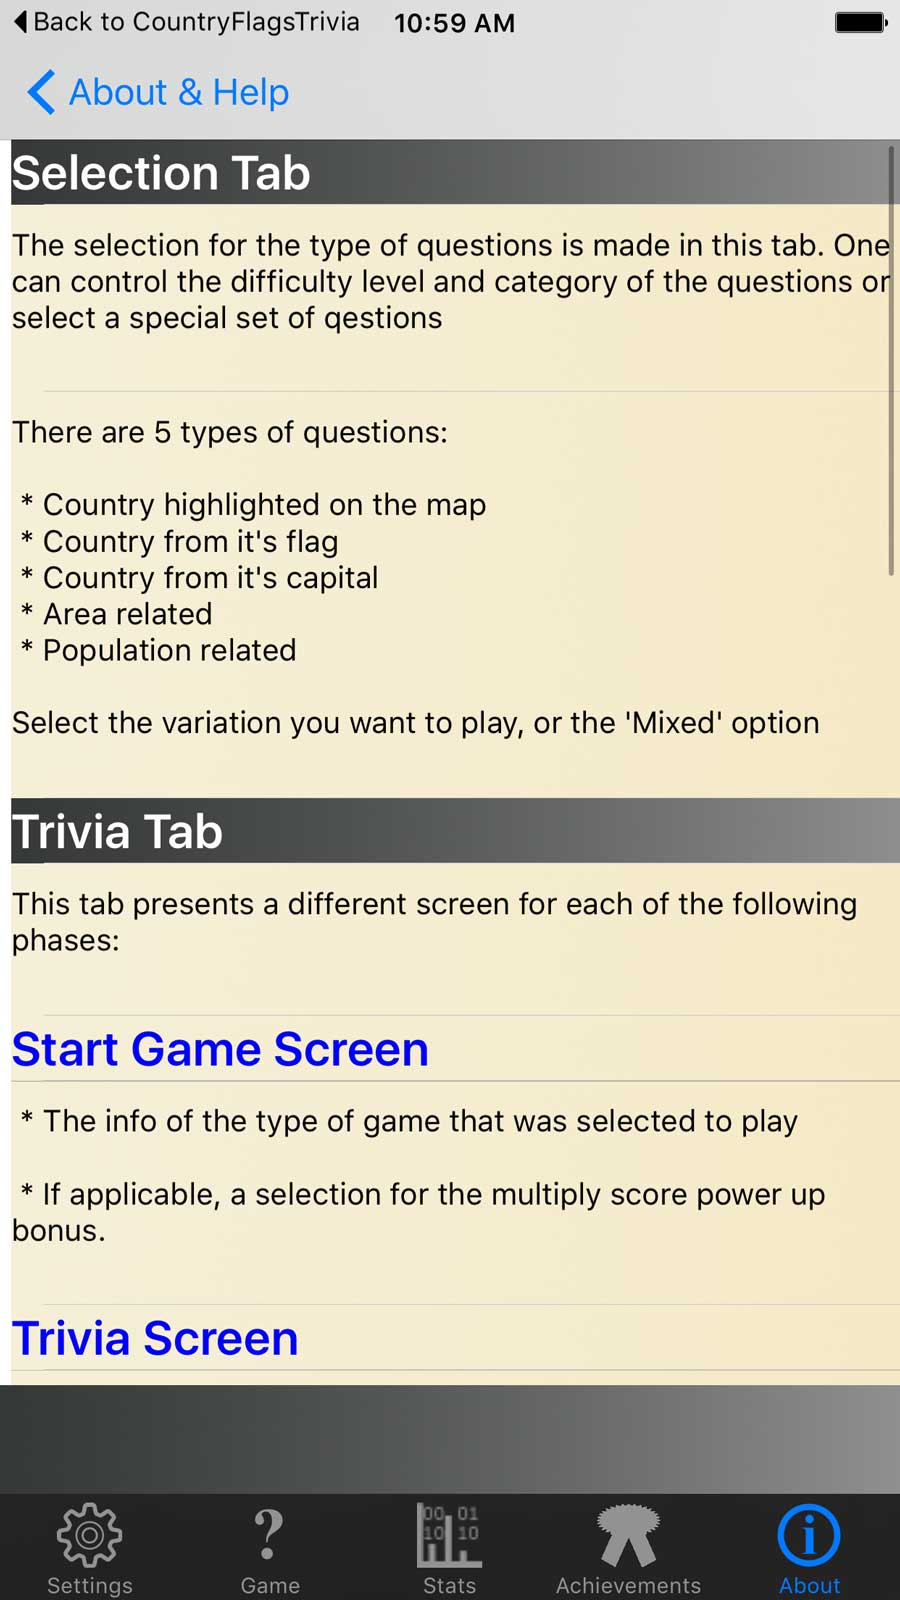 Back to CountryFlagsTrivia 10:59 AM
About & Help
Selection Tab
The selection for the type of questions is made in this tab. One
can control the difficulty level and category of the questions or
select a special set of qestions
There are 5 types of questions:
* Country highlighted on the map
* Country from it's flag
* Country from it's capital
* Area related
* Population related
Select the variation you want to play, or the 'Mixed' option
Trivia Tab
This tab presents a different screen for each of the following
phases:
Start Game Screen
* The info of the type of game that was selected to play
* If applicable, a selection for the multiply score power up
bonus.
Trivia Screen
00 01
10 10
Settings Game Stats Achievements About